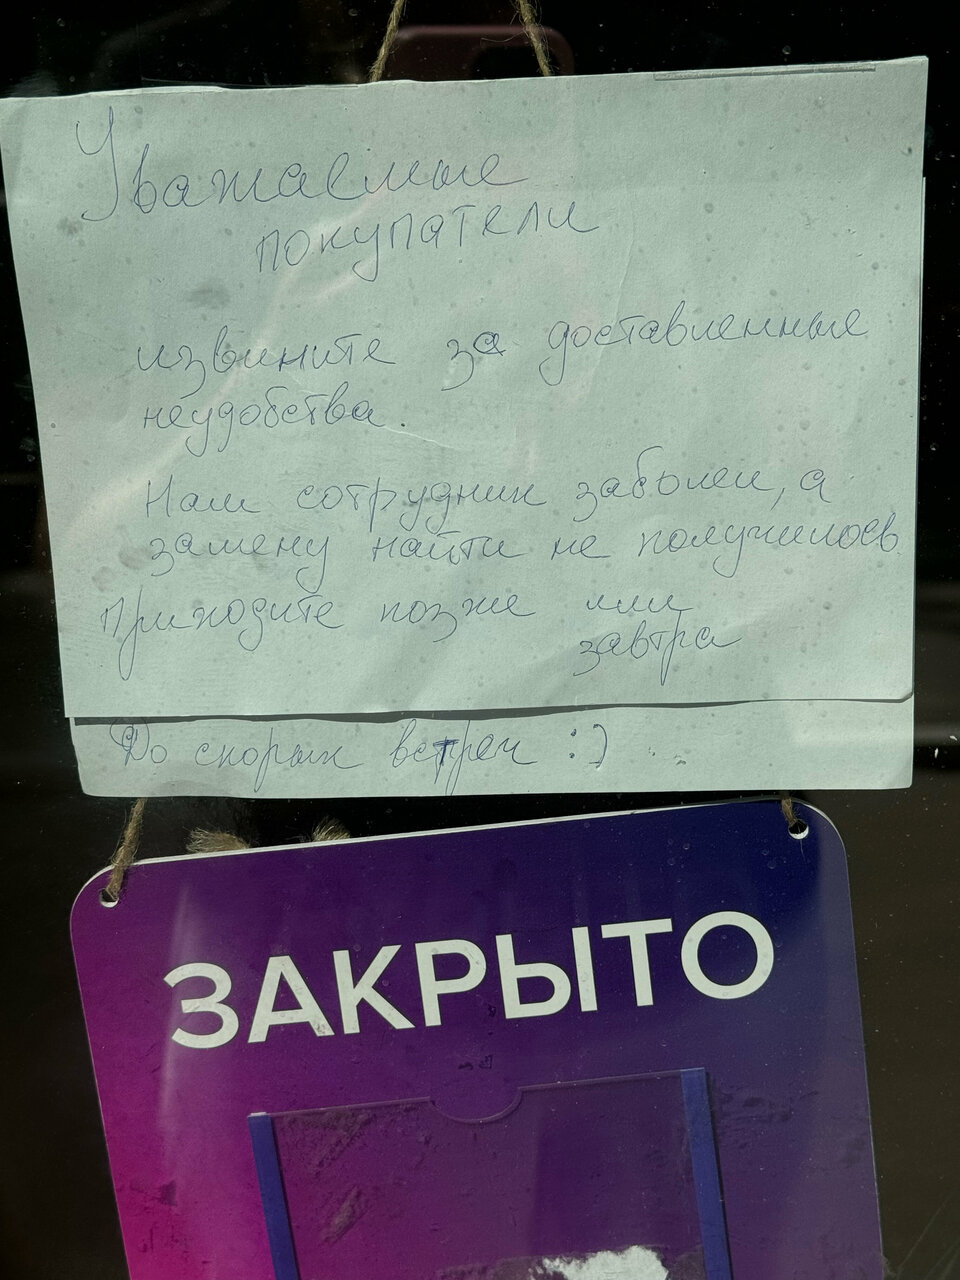 Уважаемые
покупатели
извините за доставленные
неудобства.
Наш сотрудник заболел, а
замену найти не получилось.
Приходите позже или
завтра
До скорых встреч :)
ЗАКРЫТО